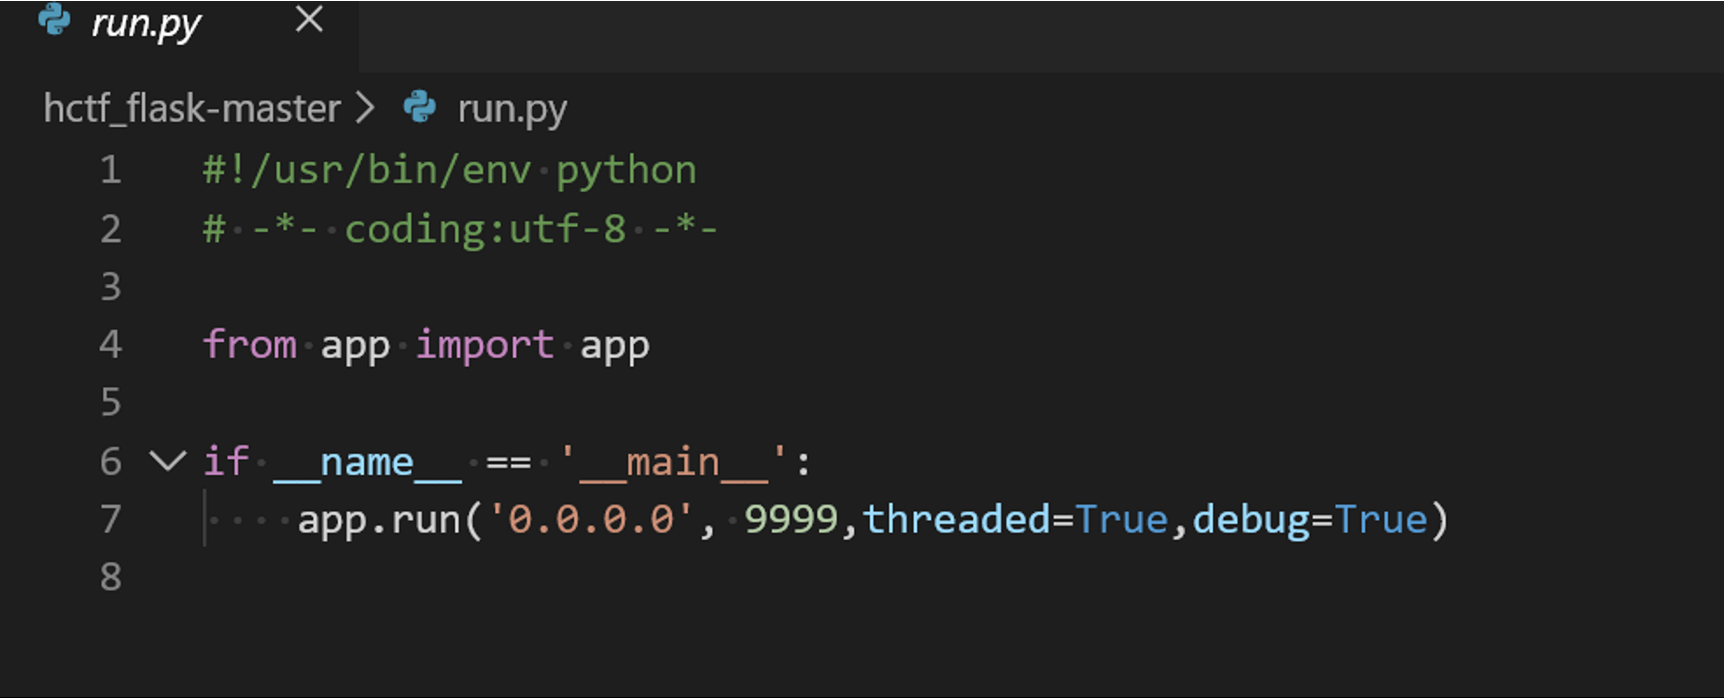 run.py
hctf_flask-master > run.py
1 #!/usr/bin/env python
2 # -*- coding:utf-8 -*-
3
4 from app import app
5
6 if __name__ == '__main__':
7     app.run('0.0.0.0', 9999,threaded=True,debug=True)
8